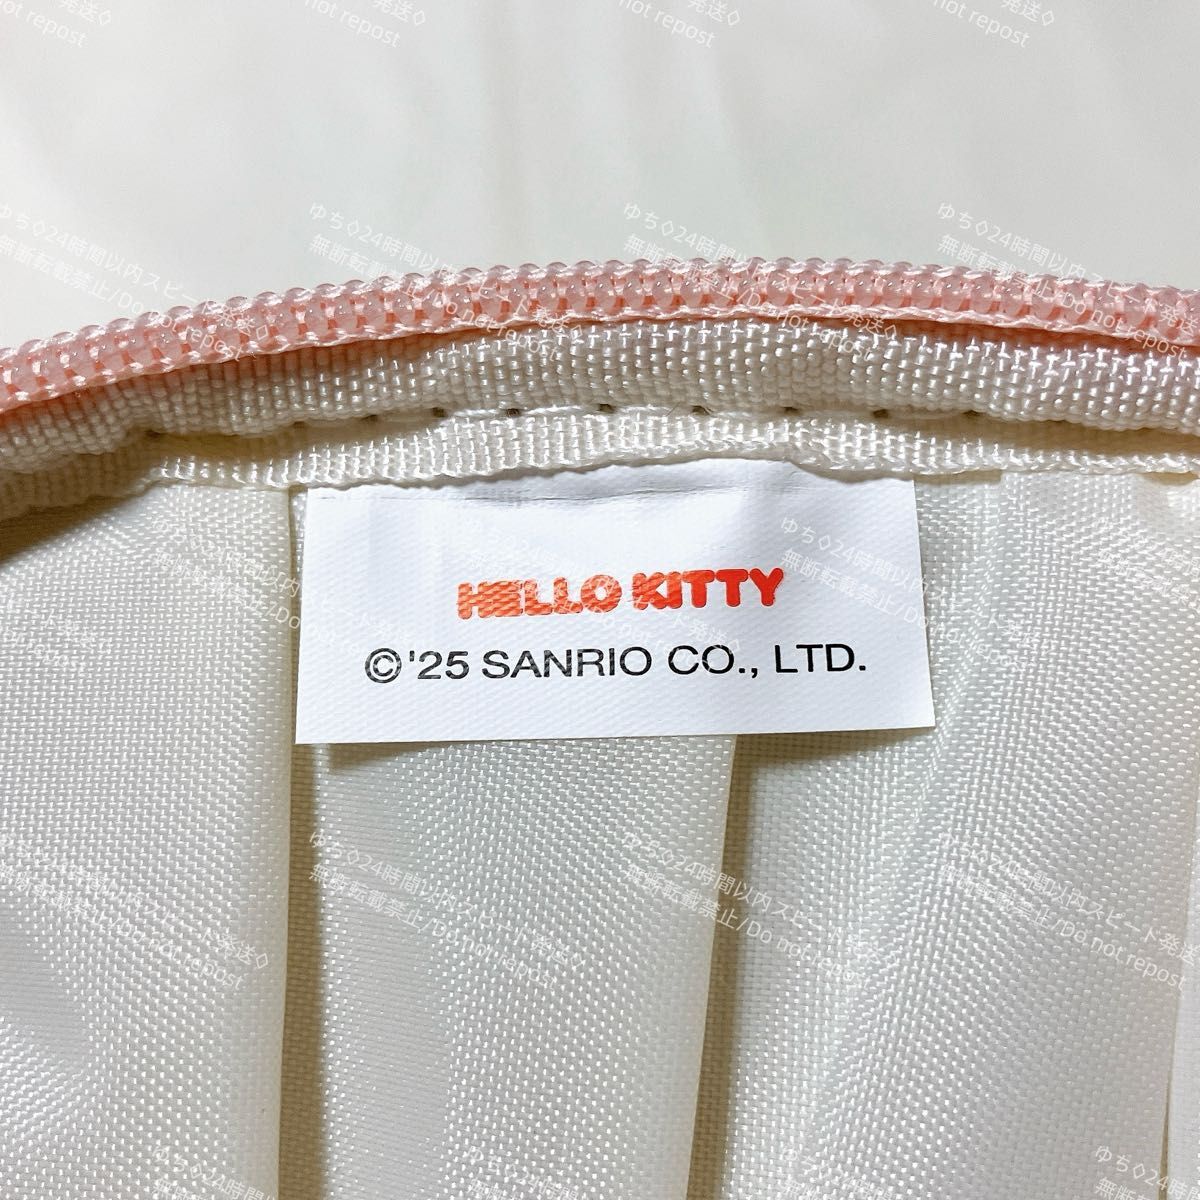 HELLO KITTY
©'25 SANRIO CO., LTD.
ゆち◇24時間以内スピード発送◇
無断転載禁止/Do not repost